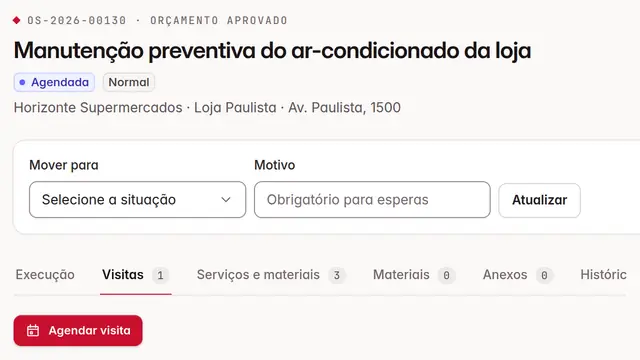 OS-2026-00130 · ORÇAMENTO APROVADO
Manutenção preventiva do ar-condicionado da loja
Agendada Normal
Horizonte Supermercados · Loja Paulista · Av. Paulista, 1500
Mover para Motivo
Selecione a situação Obrigatório para esperas Atualizar
Execução Visitas 1 Serviços e materiais 3 Materiais 0 Anexos 0 Históric
Agendar visita